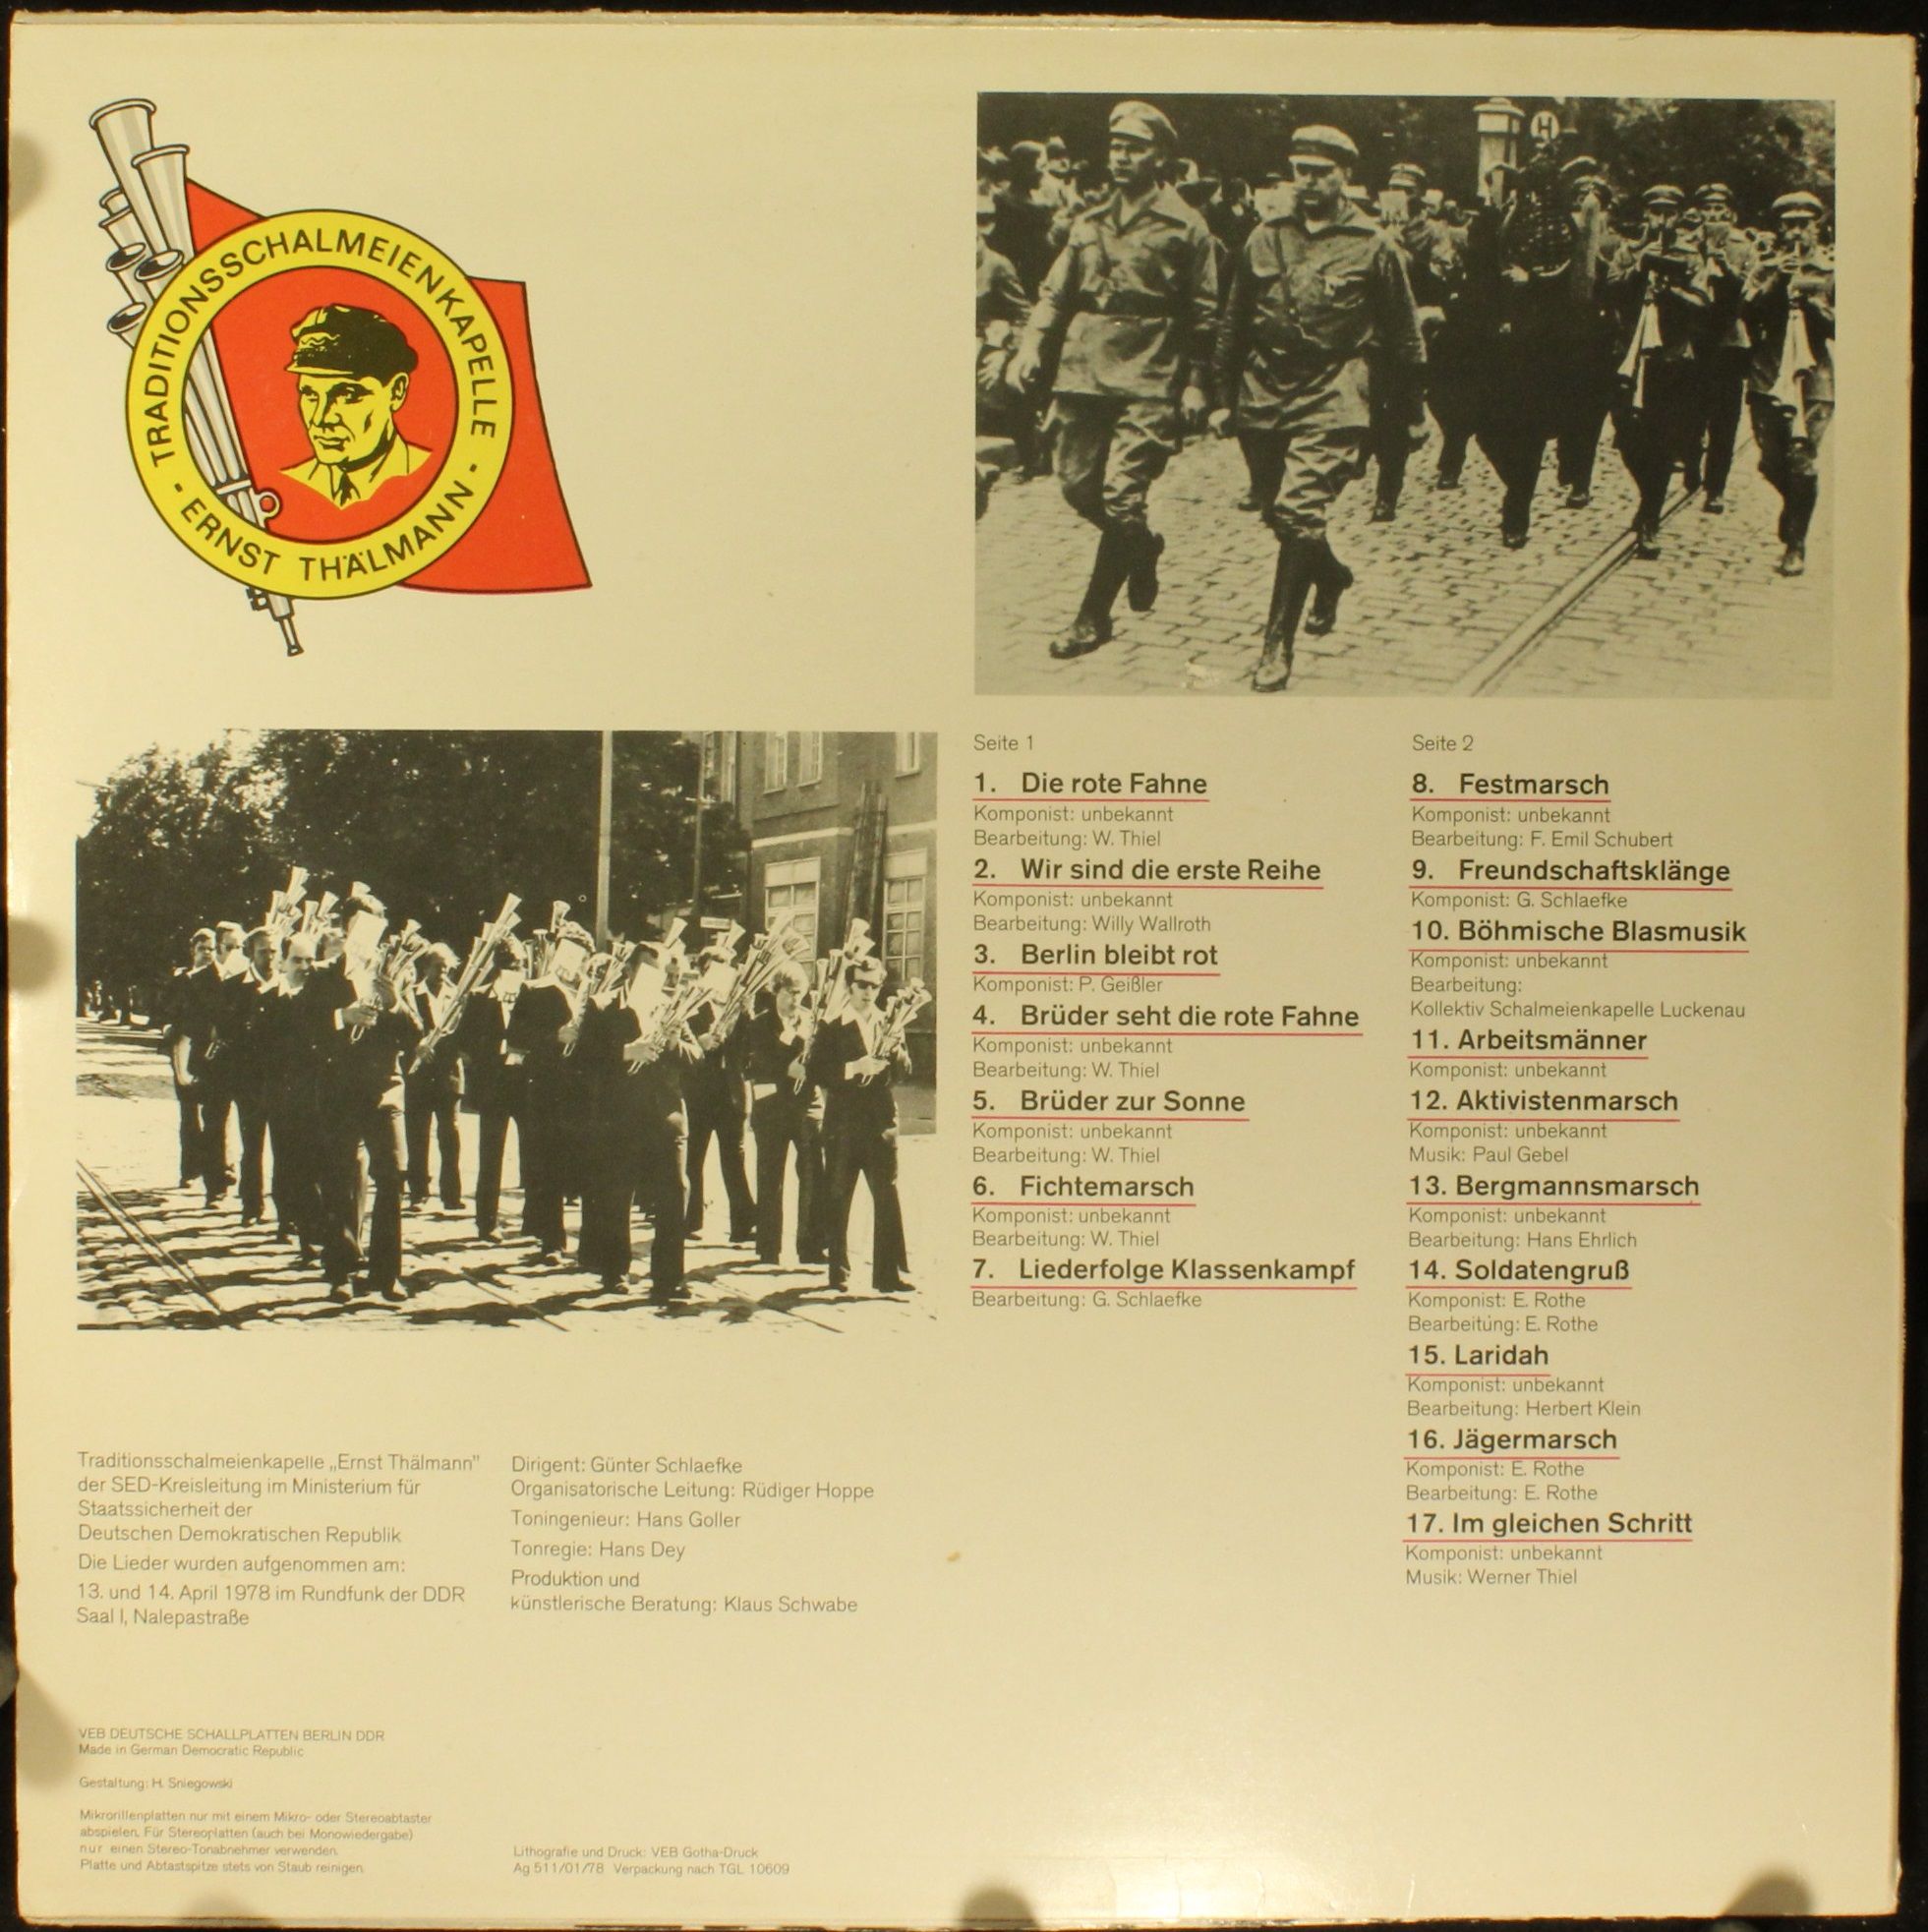 TRADITIONSSCHALMEIENKAPELLE
- ERNST THÄLMANN -
H
Seite 1
1. Die rote Fahne
Komponist: unbekannt
Bearbeitung: W. Thiel
2. Wir sind die erste Reihe
Komponist: unbekannt
Bearbeitung: Willy Wallroth
3. Berlin bleibt rot
Komponist: P. Geißler
4. Brüder seht die rote Fahne
Komponist: unbekannt
Bearbeitung: W. Thiel
5. Brüder zur Sonne
Komponist: unbekannt
Bearbeitung: W. Thiel
6. Fichtemarsch
Komponist: unbekannt
Bearbeitung: W. Thiel
7. Liederfolge Klassenkampf
Bearbeitung: G. Schlaefke
Seite 2
8. Festmarsch
Komponist: unbekannt
Bearbeitung: F. Emil Schubert
9. Freundschaftsklänge
Komponist: G. Schlaefke
10. Böhmische Blasmusik
Komponist: unbekannt
Bearbeitung:
Kollektiv Schalmeienkapelle Luckenau
11. Arbeitsmänner
Komponist: unbekannt
12. Aktivistenmarsch
Komponist: unbekannt
Musik: Paul Gebel
13. Bergmannsmarsch
Komponist: unbekannt
Bearbeitung: Hans Ehrlich
14. Soldatengruß
Komponist: E. Rothe
Bearbeitung: E. Rothe
15. Laridah
Komponist: unbekannt
Bearbeitung: Herbert Klein
16. Jägermarsch
Komponist: E. Rothe
Bearbeitung: E. Rothe
17. Im gleichen Schritt
Komponist: unbekannt
Musik: Werner Thiel
Traditionsschalmeienkapelle „Ernst Thälmann"
der SED-Kreisleitung im Ministerium für
Staatssicherheit der
Deutschen Demokratischen Republik
Die Lieder wurden aufgenommen am:
13. und 14. April 1978 im Rundfunk der DDR
Saal I, Nalepastraße
Dirigent: Günter Schlaefke
Organisatorische Leitung: Rüdiger Hoppe
Toningenieur: Hans Goller
Tonregie: Hans Dey
Produktion und
künstlerische Beratung: Klaus Schwabe
VEB DEUTSCHE SCHALLPLATTEN BERLIN DDR
Made in German Democratic Republic
Gestaltung: H. Sniegowski
Mikrorillenplatten nur mit einem Mikro- oder Stereoabtaster
abspielen. Für Stereoplatten (auch bei Monowiedergabe)
nur einen Stereo-Tonabnehmer verwenden.
Platte und Abtastspitze stets von Staub reinigen.
Lithografie und Druck: VEB Gotha-Druck
Ag 511/01/78 Verpackung nach TGL 10609